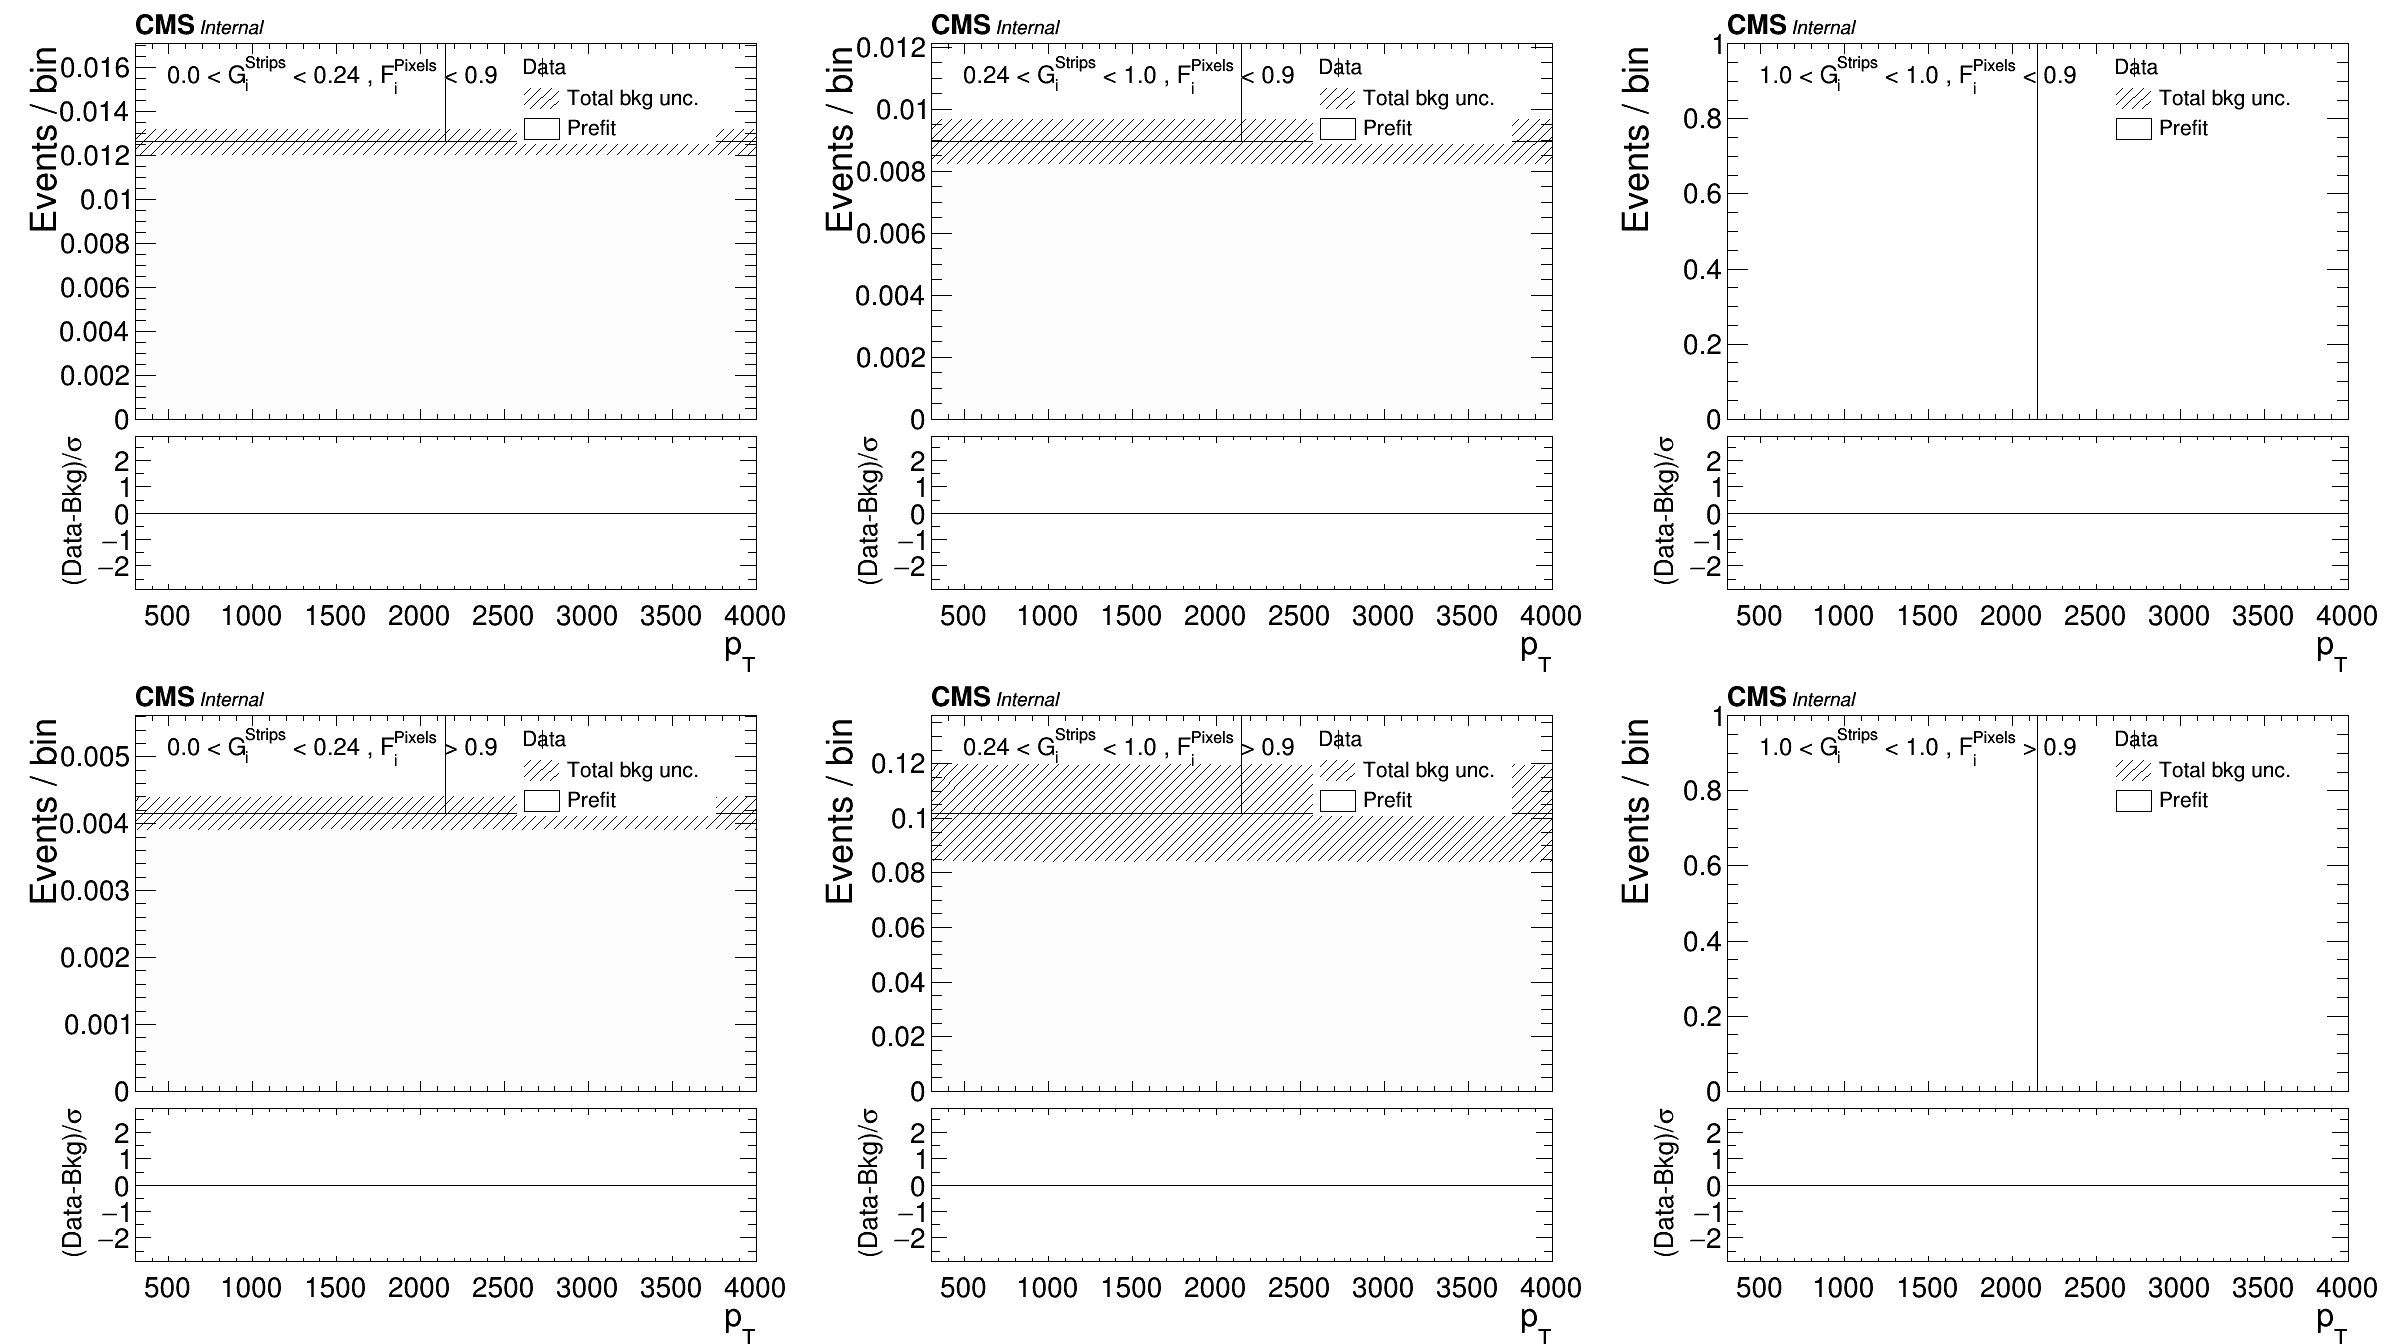 CMS Internal
Events / bin
0.0 < G_i^Strips < 0.24 , F_i^Pixels < 0.9
Data
Total bkg unc.
Prefit
0.016
0.014
0.012
0.01
0.008
0.006
0.004
0.002
0
(Data-Bkg)/σ
2
1
0
−1
−2
500 1000 1500 2000 2500 3000 3500 4000
p_T
CMS Internal
Events / bin
0.24 < G_i^Strips < 1.0 , F_i^Pixels < 0.9
Data
Total bkg unc.
Prefit
0.012
0.01
0.008
0.006
0.004
0.002
0
(Data-Bkg)/σ
2
1
0
−1
−2
500 1000 1500 2000 2500 3000 3500 4000
p_T
CMS Internal
Events / bin
1.0 < G_i^Strips < 1.0 , F_i^Pixels < 0.9
Data
Total bkg unc.
Prefit
1
0.8
0.6
0.4
0.2
0
(Data-Bkg)/σ
2
1
0
−1
−2
500 1000 1500 2000 2500 3000 3500 4000
p_T
CMS Internal
Events / bin
0.0 < G_i^Strips < 0.24 , F_i^Pixels > 0.9
Data
Total bkg unc.
Prefit
0.005
0.004
0.003
0.002
0.001
0
(Data-Bkg)/σ
2
1
0
−1
−2
500 1000 1500 2000 2500 3000 3500 4000
p_T
CMS Internal
Events / bin
0.24 < G_i^Strips < 1.0 , F_i^Pixels > 0.9
Data
Total bkg unc.
Prefit
0.12
0.1
0.08
0.06
0.04
0.02
0
(Data-Bkg)/σ
2
1
0
−1
−2
500 1000 1500 2000 2500 3000 3500 4000
p_T
CMS Internal
Events / bin
1.0 < G_i^Strips < 1.0 , F_i^Pixels > 0.9
Data
Total bkg unc.
Prefit
1
0.8
0.6
0.4
0.2
0
(Data-Bkg)/σ
2
1
0
−1
−2
500 1000 1500 2000 2500 3000 3500 4000
p_T